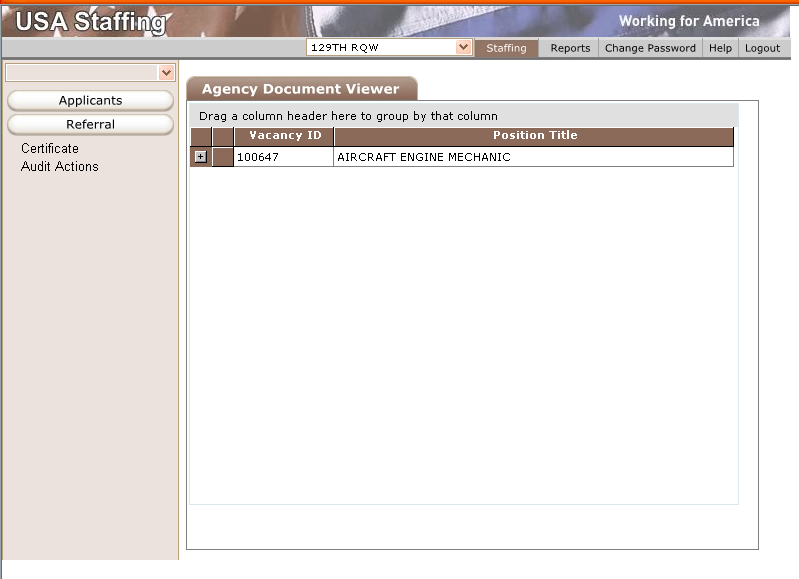 USA Staffing
Working for America
129TH RQW
Staffing
Reports
Change Password
Help
Logout
Applicants
Referral
Certificate
Audit Actions
Agency Document Viewer
Drag a column header here to group by that column
Vacancy ID
Position Title
100647
AIRCRAFT ENGINE MECHANIC